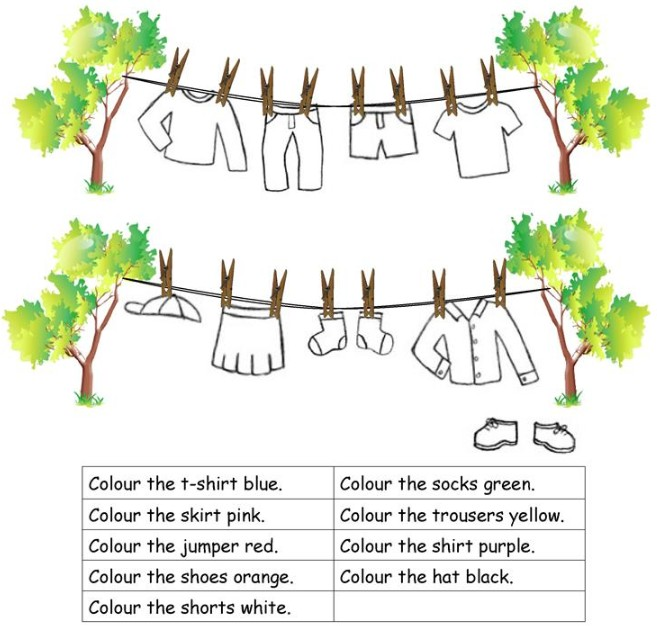 Colour the t-shirt blue.
Colour the socks green.
Colour the skirt pink.
Colour the trousers yellow.
Colour the jumper red.
Colour the shirt purple.
Colour the shoes orange.
Colour the hat black.
Colour the shorts white.